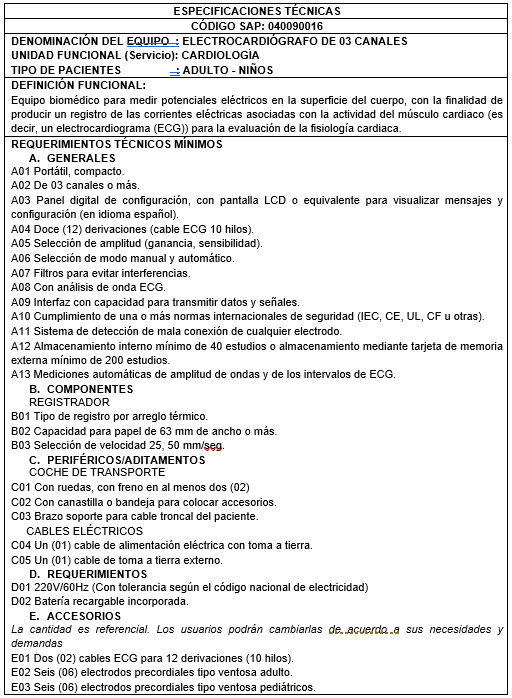 ESPECIFICACIONES TÉCNICAS
CÓDIGO SAP: 040090016
DENOMINACIÓN DEL EQUIPO : ELECTROCARDIÓGRAFO DE 03 CANALES
UNIDAD FUNCIONAL (Servicio): CARDIOLOGÌA
TIPO DE PACIENTES : ADULTO - NIÑOS
DEFINICIÓN FUNCIONAL:
Equipo biomédico para medir potenciales eléctricos en la superficie del cuerpo, con la finalidad de
producir un registro de las corrientes eléctricas asociadas con la actividad del músculo cardiaco (es
decir, un electrocardiograma (ECG)) para la evaluación de la fisiología cardiaca.
REQUERIMIENTOS TÉCNICOS MÍNIMOS
A. GENERALES
A01 Portátil, compacto.
A02 De 03 canales o más.
A03 Panel digital de configuración, con pantalla LCD o equivalente para visualizar mensajes y
configuración (en idioma español).
A04 Doce (12) derivaciones (cable ECG 10 hilos).
A05 Selección de amplitud (ganancia, sensibilidad).
A06 Selección de modo manual y automático.
A07 Filtros para evitar interferencias.
A08 Con análisis de onda ECG.
A09 Interfaz con capacidad para transmitir datos y señales.
A10 Cumplimiento de una o más normas internacionales de seguridad (IEC, CE, UL, CF u otras).
A11 Sistema de detección de mala conexión de cualquier electrodo.
A12 Almacenamiento interno mínimo de 40 estudios o almacenamiento mediante tarjeta de memoria
externa mínimo de 200 estudios.
A13 Mediciones automáticas de amplitud de ondas y de los intervalos de ECG.
B. COMPONENTES
REGISTRADOR
B01 Tipo de registro por arreglo térmico.
B02 Capacidad para papel de 63 mm de ancho o más.
B03 Selección de velocidad 25, 50 mm/seg.
C. PERIFÉRICOS/ADITAMENTOS
COCHE DE TRANSPORTE
C01 Con ruedas, con freno en al menos dos (02)
C02 Con canastilla o bandeja para colocar accesorios.
C03 Brazo soporte para cable troncal del paciente.
CABLES ELÉCTRICOS
C04 Un (01) cable de alimentación eléctrica con toma a tierra.
C05 Un (01) cable de toma a tierra externo.
D. REQUERIMIENTOS
D01 220V/60Hz (Con tolerancia según el código nacional de electricidad)
D02 Batería recargable incorporada.
E. ACCESORIOS
La cantidad es referencial. Los usuarios podrán cambiarlas de acuerdo a sus necesidades y
demandas
E01 Dos (02) cables ECG para 12 derivaciones (10 hilos).
E02 Seis (06) electrodos precordiales tipo ventosa adulto.
E03 Seis (06) electrodos precordiales tipo ventosa pediátricos.